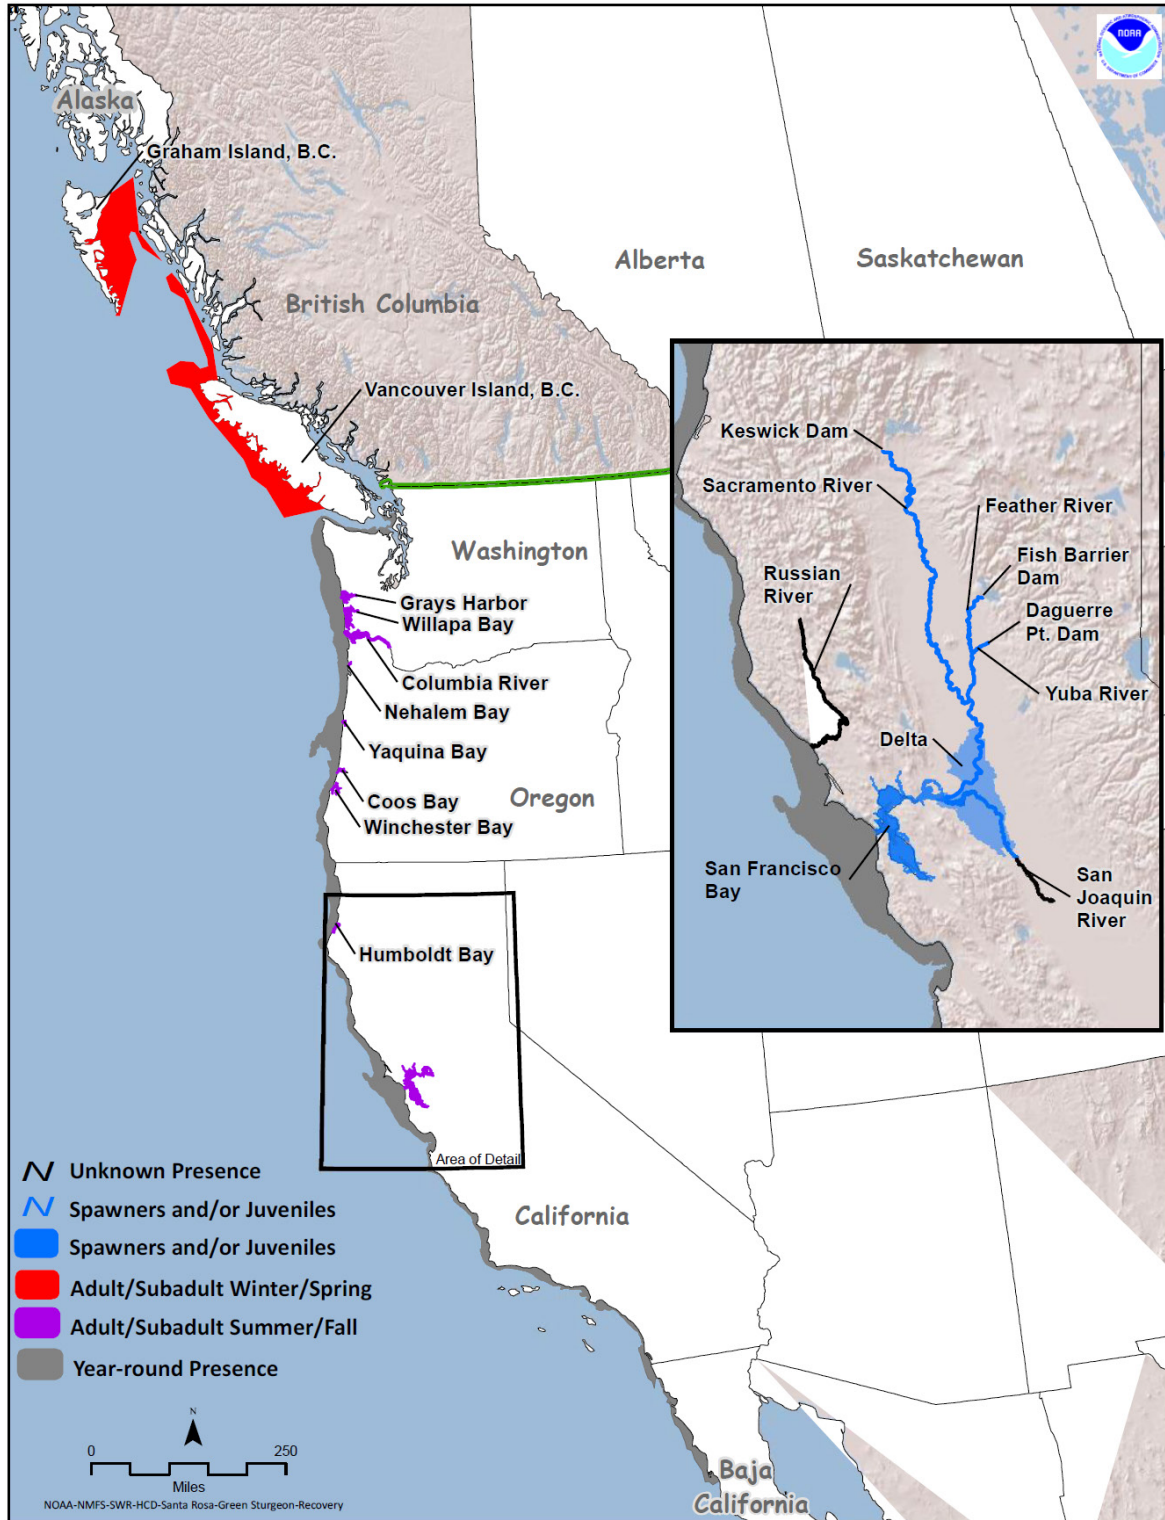 NOAA
Alaska
Graham Island, B.C.
Alberta
Saskatchewan
British Columbia
Vancouver Island, B.C.
Washington
Grays Harbor
Willapa Bay
Columbia River
Nehalem Bay
Yaquina Bay
Coos Bay
Oregon
Winchester Bay
Humboldt Bay
Area of Detail
California
Baja
California
Keswick Dam
Sacramento River
Feather River
Fish Barrier
Dam
Russian
River
Daguerre
Pt. Dam
Yuba River
Delta
San Francisco
Bay
San
Joaquin
River
Unknown Presence
Spawners and/or Juveniles
Spawners and/or Juveniles
Adult/Subadult Winter/Spring
Adult/Subadult Summer/Fall
Year-round Presence
N
0 250
Miles
NOAA-NMFS-SWR-HCD-Santa Rosa-Green Sturgeon-Recovery